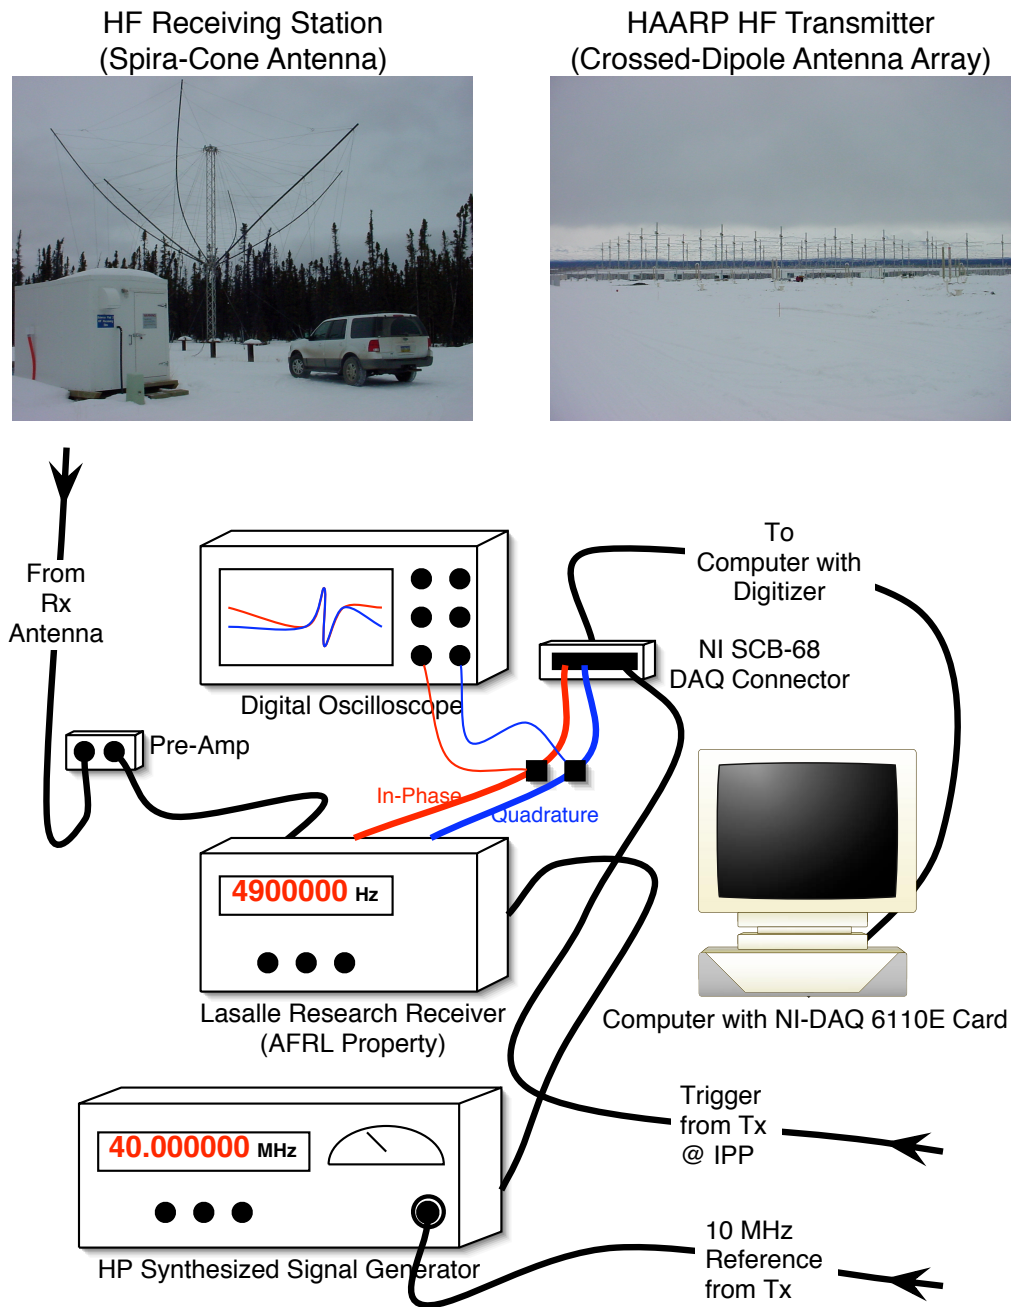 HF Receiving Station
(Spira-Cone Antenna)
HAARP HF Transmitter
(Crossed-Dipole Antenna Array)
From
Rx
Antenna
To
Computer with
Digitizer
NI SCB-68
DAQ Connector
Digital Oscilloscope
Pre-Amp
In-Phase
Quadrature
4900000 Hz
Lasalle Research Receiver
(AFRL Property)
Computer with NI-DAQ 6110E Card
40.000000 MHz
Trigger
from Tx
@ IPP
HP Synthesized Signal Generator
10 MHz
Reference
from Tx